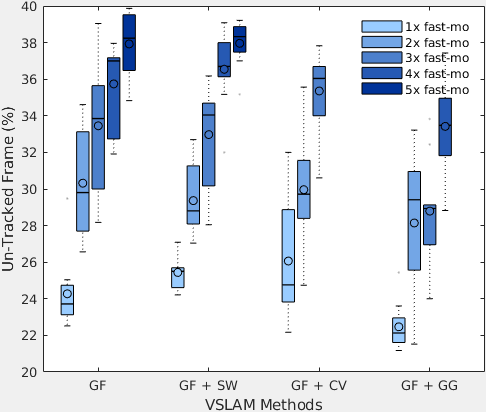 40
38
36
34
32
30
28
26
24
22
20
Un-Tracked Frame (%)
1x fast-mo
2x fast-mo
3x fast-mo
4x fast-mo
5x fast-mo
GF
GF + SW
GF + CV
GF + GG
VSLAM Methods